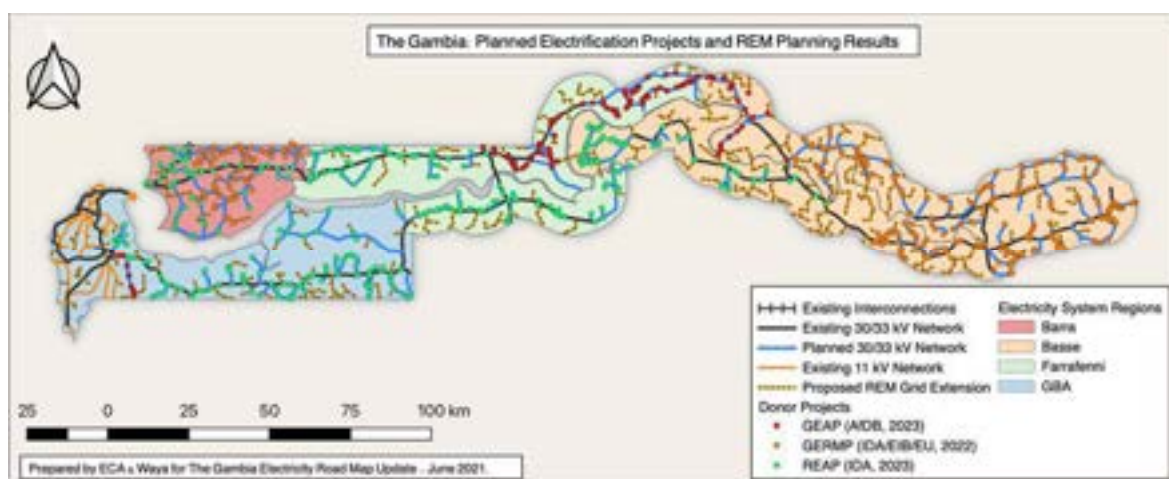 The Gambia: Planned Electrification Projects and REM Planning Results
Existing Interconnections
Existing 30/33 kV Network
Planned 30/33 kV Network
Existing 11 kV Network
Proposed REM Grid Extension
Donor Projects
GEAP (AfDB, 2023)
GERMP (IDA/EIB/EU, 2022)
REAP (IDA, 2023)
Electricity System Regions
Barra
Basse
Farrafenni
GBA
25 0 25 50 75 100 km
Prepared by ECA & Waya for The Gambia Electricity Road Map Update - June 2021.